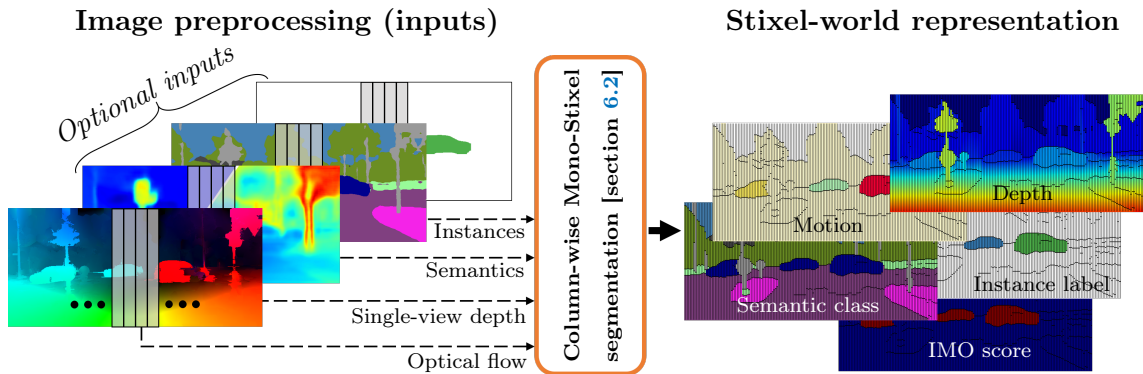 Image preprocessing (inputs)
Stixel-world representation
Optional inputs
Instances
Semantics
Single-view depth
Optical flow
Column-wise Mono-Stixel
segmentation [section 6.2]
Depth
Motion
Instance label
Semantic class
IMO score